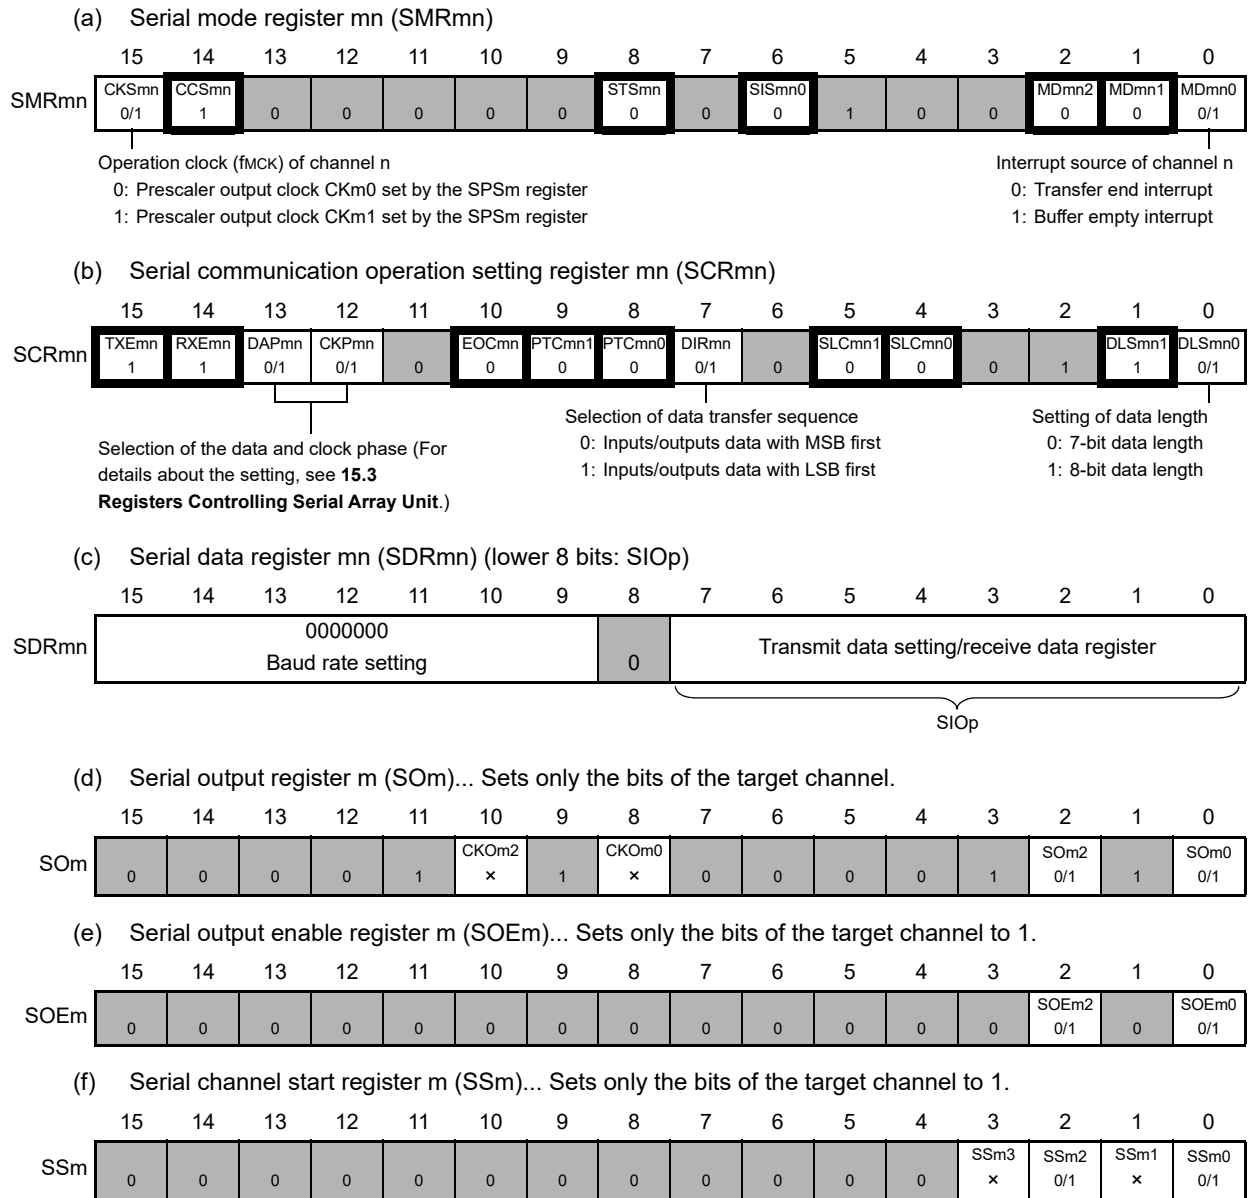 (a) Serial mode register mn (SMRmn)
15 14 13 12 11 10 9 8 7 6 5 4 3 2 1 0
SMRmn CKSmn CCSmn STSmn SISmn0 MDmn2 MDmn1 MDmn0
0/1 1 0 0 0 0 0 0 0 0 1 0 0 0 0 0/1
Operation clock (fMCK) of channel n
0: Prescaler output clock CKm0 set by the SPSm register
1: Prescaler output clock CKm1 set by the SPSm register
Interrupt source of channel n
0: Transfer end interrupt
1: Buffer empty interrupt
(b) Serial communication operation setting register mn (SCRmn)
15 14 13 12 11 10 9 8 7 6 5 4 3 2 1 0
SCRmn TXEmn RXEmn DAPmn CKPmn EOCmn PTCmn1 PTCmn0 DIRmn SLCmn1 SLCmn0 DLSmn1 DLSmn0
1 1 0/1 0/1 0 0 0 0 0/1 0 0 0 0 1 1 0/1
Selection of the data and clock phase (For
details about the setting, see 15.3
Registers Controlling Serial Array Unit.)
Selection of data transfer sequence
0: Inputs/outputs data with MSB first
1: Inputs/outputs data with LSB first
Setting of data length
0: 7-bit data length
1: 8-bit data length
(c) Serial data register mn (SDRmn) (lower 8 bits: SIOp)
15 14 13 12 11 10 9 8 7 6 5 4 3 2 1 0
SDRmn 0000000
Baud rate setting
0
Transmit data setting/receive data register
SIOp
(d) Serial output register m (SOm)... Sets only the bits of the target channel.
15 14 13 12 11 10 9 8 7 6 5 4 3 2 1 0
SOm CKOm2 CKOm0 SOm2 SOm0
0 0 0 0 1 × 1 × 0 0 0 0 1 0/1 1 0/1
(e) Serial output enable register m (SOEm)... Sets only the bits of the target channel to 1.
15 14 13 12 11 10 9 8 7 6 5 4 3 2 1 0
SOEm SOEm2 SOEm0
0 0 0 0 0 0 0 0 0 0 0 0 0 0/1 0 0/1
(f) Serial channel start register m (SSm)... Sets only the bits of the target channel to 1.
15 14 13 12 11 10 9 8 7 6 5 4 3 2 1 0
SSm SSm3 SSm2 SSm1 SSm0
0 0 0 0 0 0 0 0 0 0 0 0 × 0/1 × 0/1